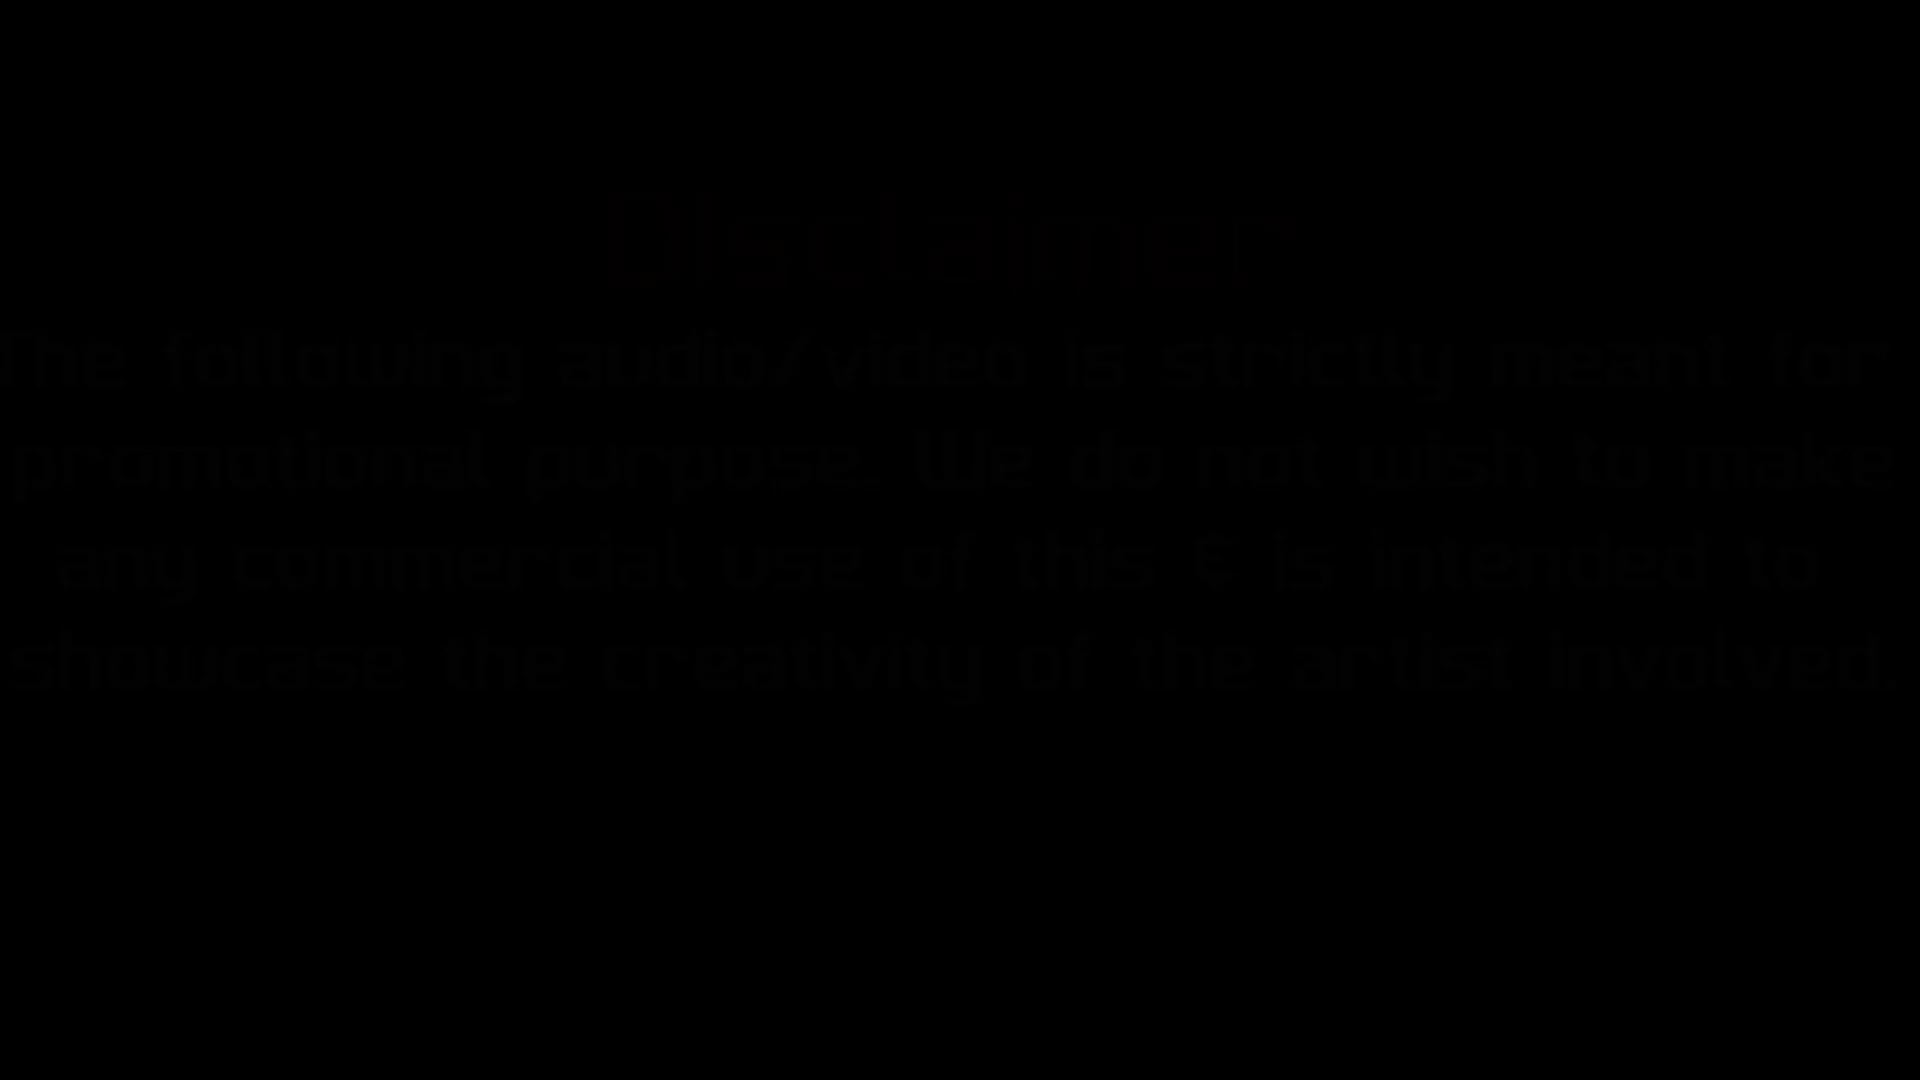 Disclaimer
The following audio/video is strictly meant for
promotional purpose. We do not wish to make
any commercial use of this & is intended to
showcase the creativity of the artist involved.